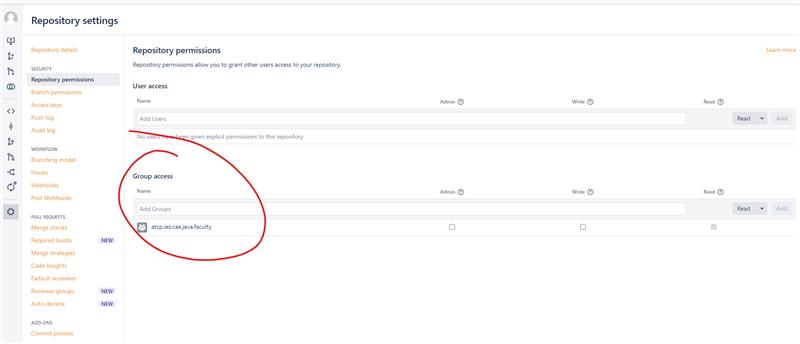 Repository settings
Repository details
SECURITY
Repository permissions
Branch permissions
Access keys
Push log
Audit log
WORKFLOW
Branching model
Hooks
Webhooks
Post Webhooks
PULL REQUESTS
Merge checks
Required builds NEW
Merge strategies
Code Insights
Default reviewers
Reviewer groups NEW
Auto-decline NEW
ADD-ONS
Commit policies
Repository permissions
Learn more
Repository permissions allow you to grant other users access to your repository.
User access
Name Admin Write Read
Add Users Read Add
No users have been given explicit permissions to this repository
Group access
Name Admin Write Read
Add Groups Read Add
atcp.ies.cae.java.faculty